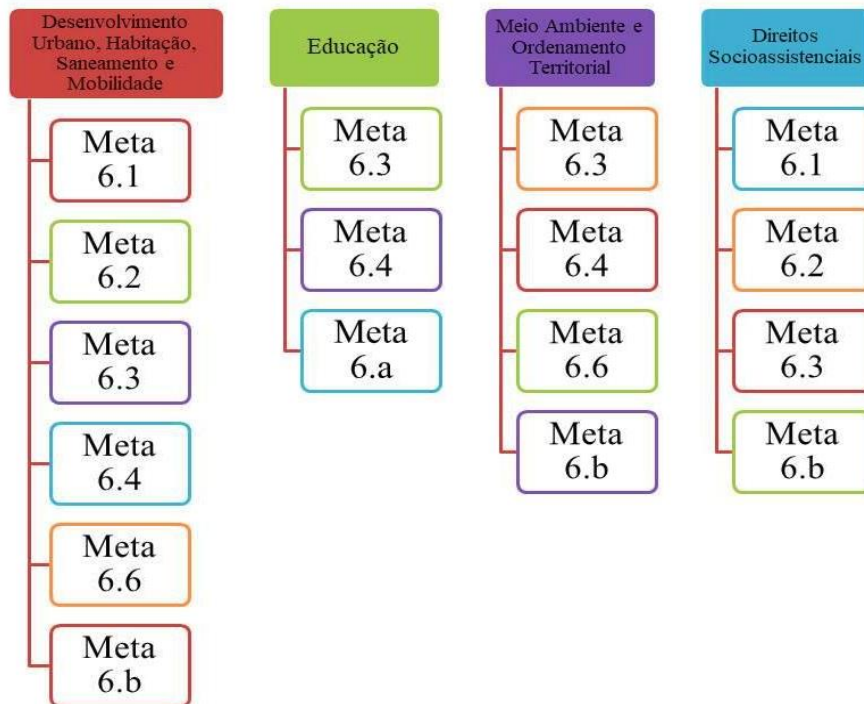 Desenvolvimento
Urbano, Habitação,
Saneamento e
Mobilidade
Meta
6.1
Meta
6.2
Meta
6.3
Meta
6.4
Meta
6.6
Meta
6.b
Educação
Meta
6.3
Meta
6.4
Meta
6.a
Meio Ambiente e
Ordenamento
Territorial
Meta
6.3
Meta
6.4
Meta
6.6
Meta
6.b
Direitos
Socioassistenciais
Meta
6.1
Meta
6.2
Meta
6.3
Meta
6.b